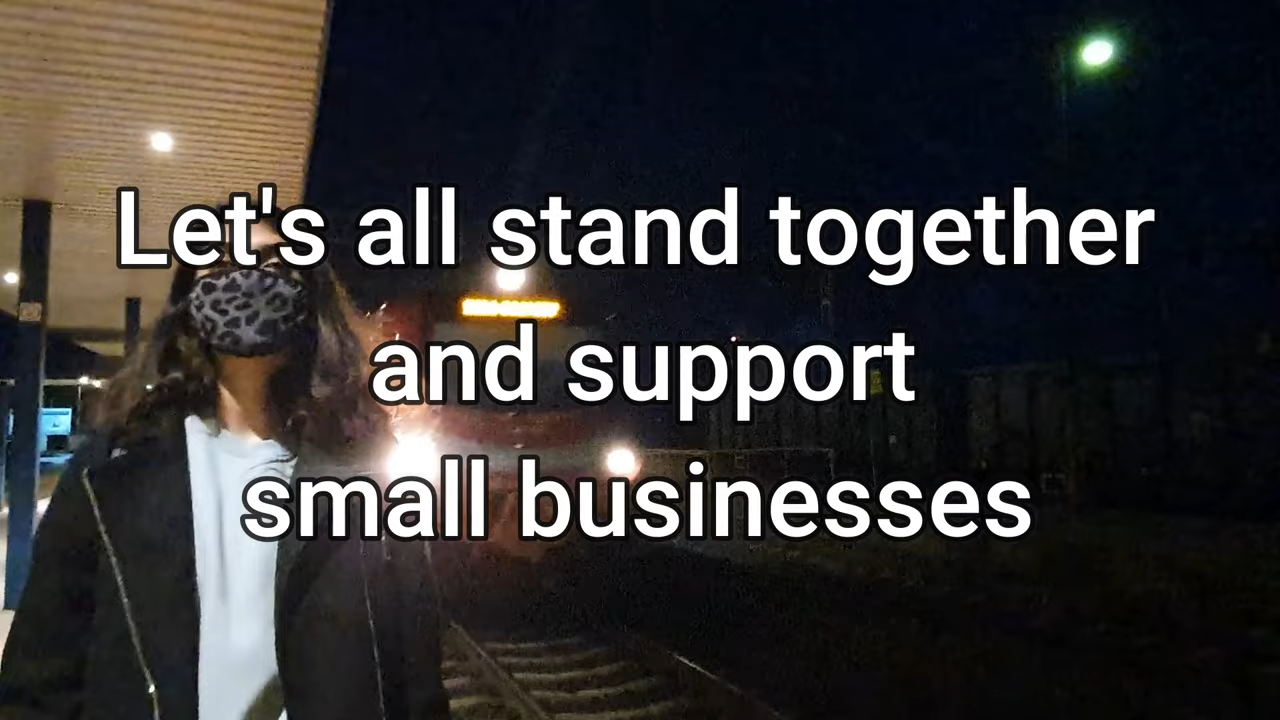 Let's all stand together
and support
small businesses